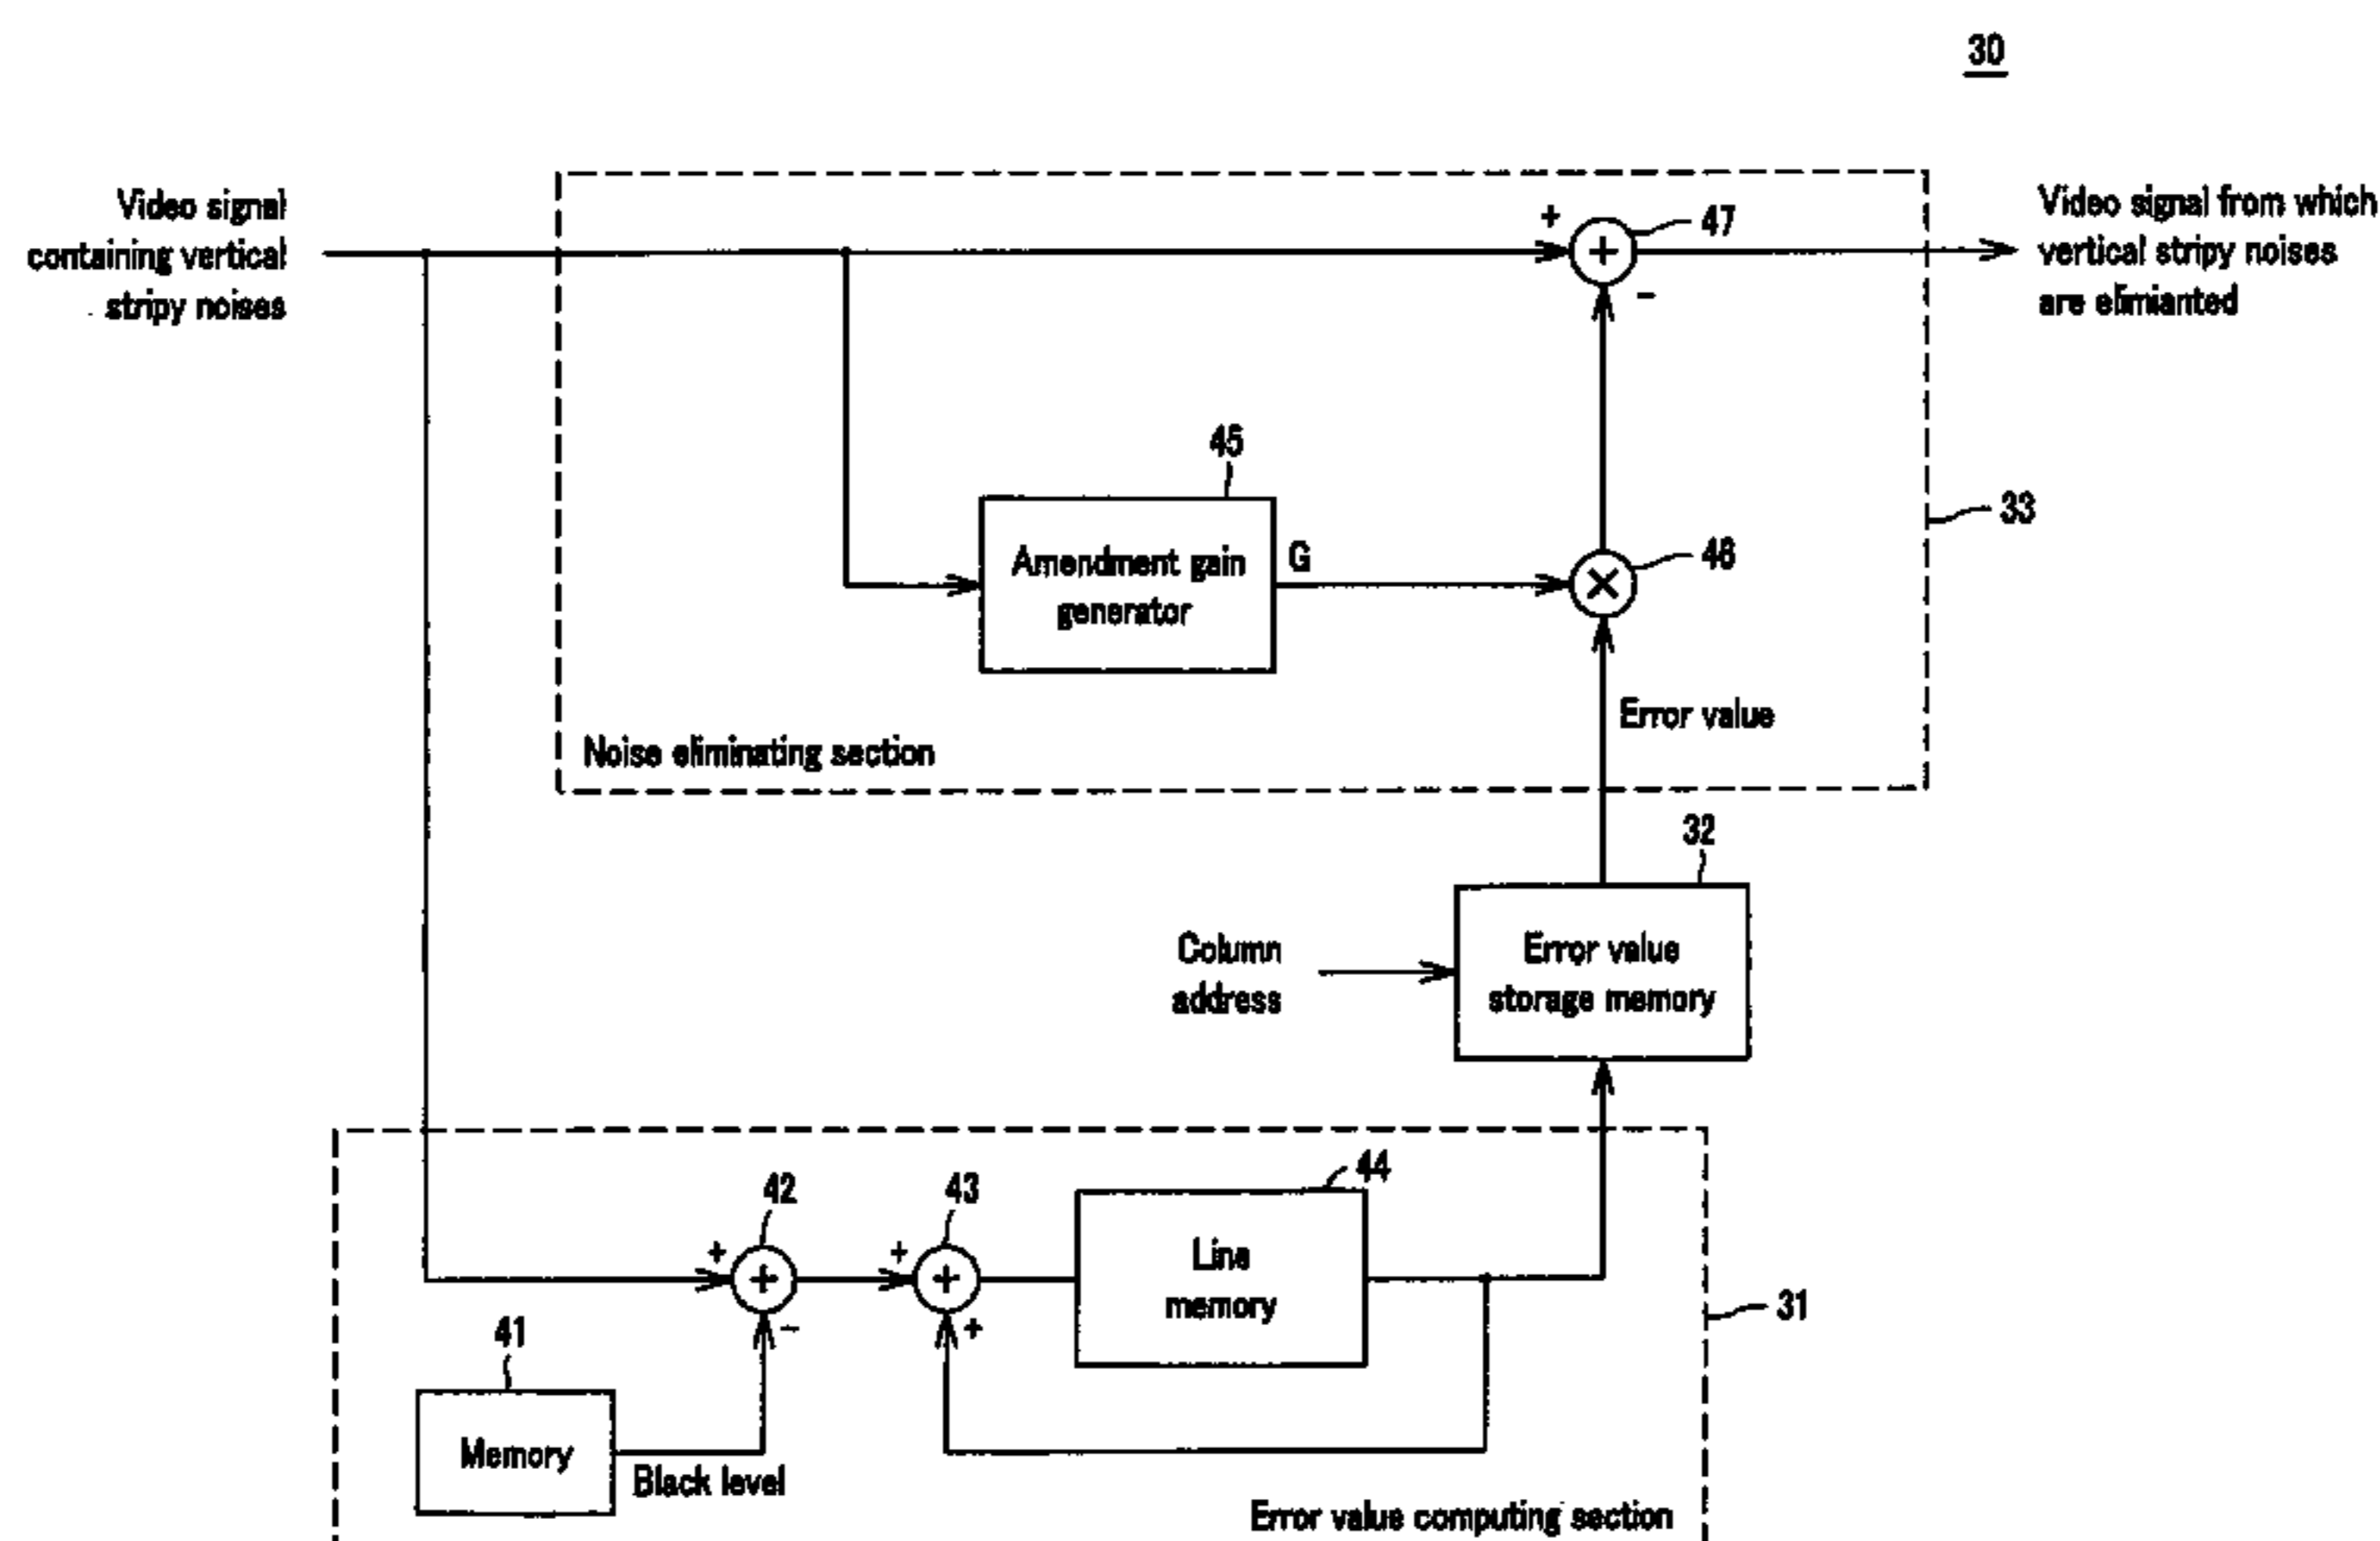 30
Video signal
containing vertical
stripy noises
+
+
47
-
Video signal from which
vertical stripy noises
are elimianted
45
Amendment gain
generator
G
×
46
33
Error value
Noise eliminating section
32
Column
address
Error value
storage memory
42
43
44
+
+
+
+
-
+
Line
memory
31
41
Memory
Black level
Error value computing section